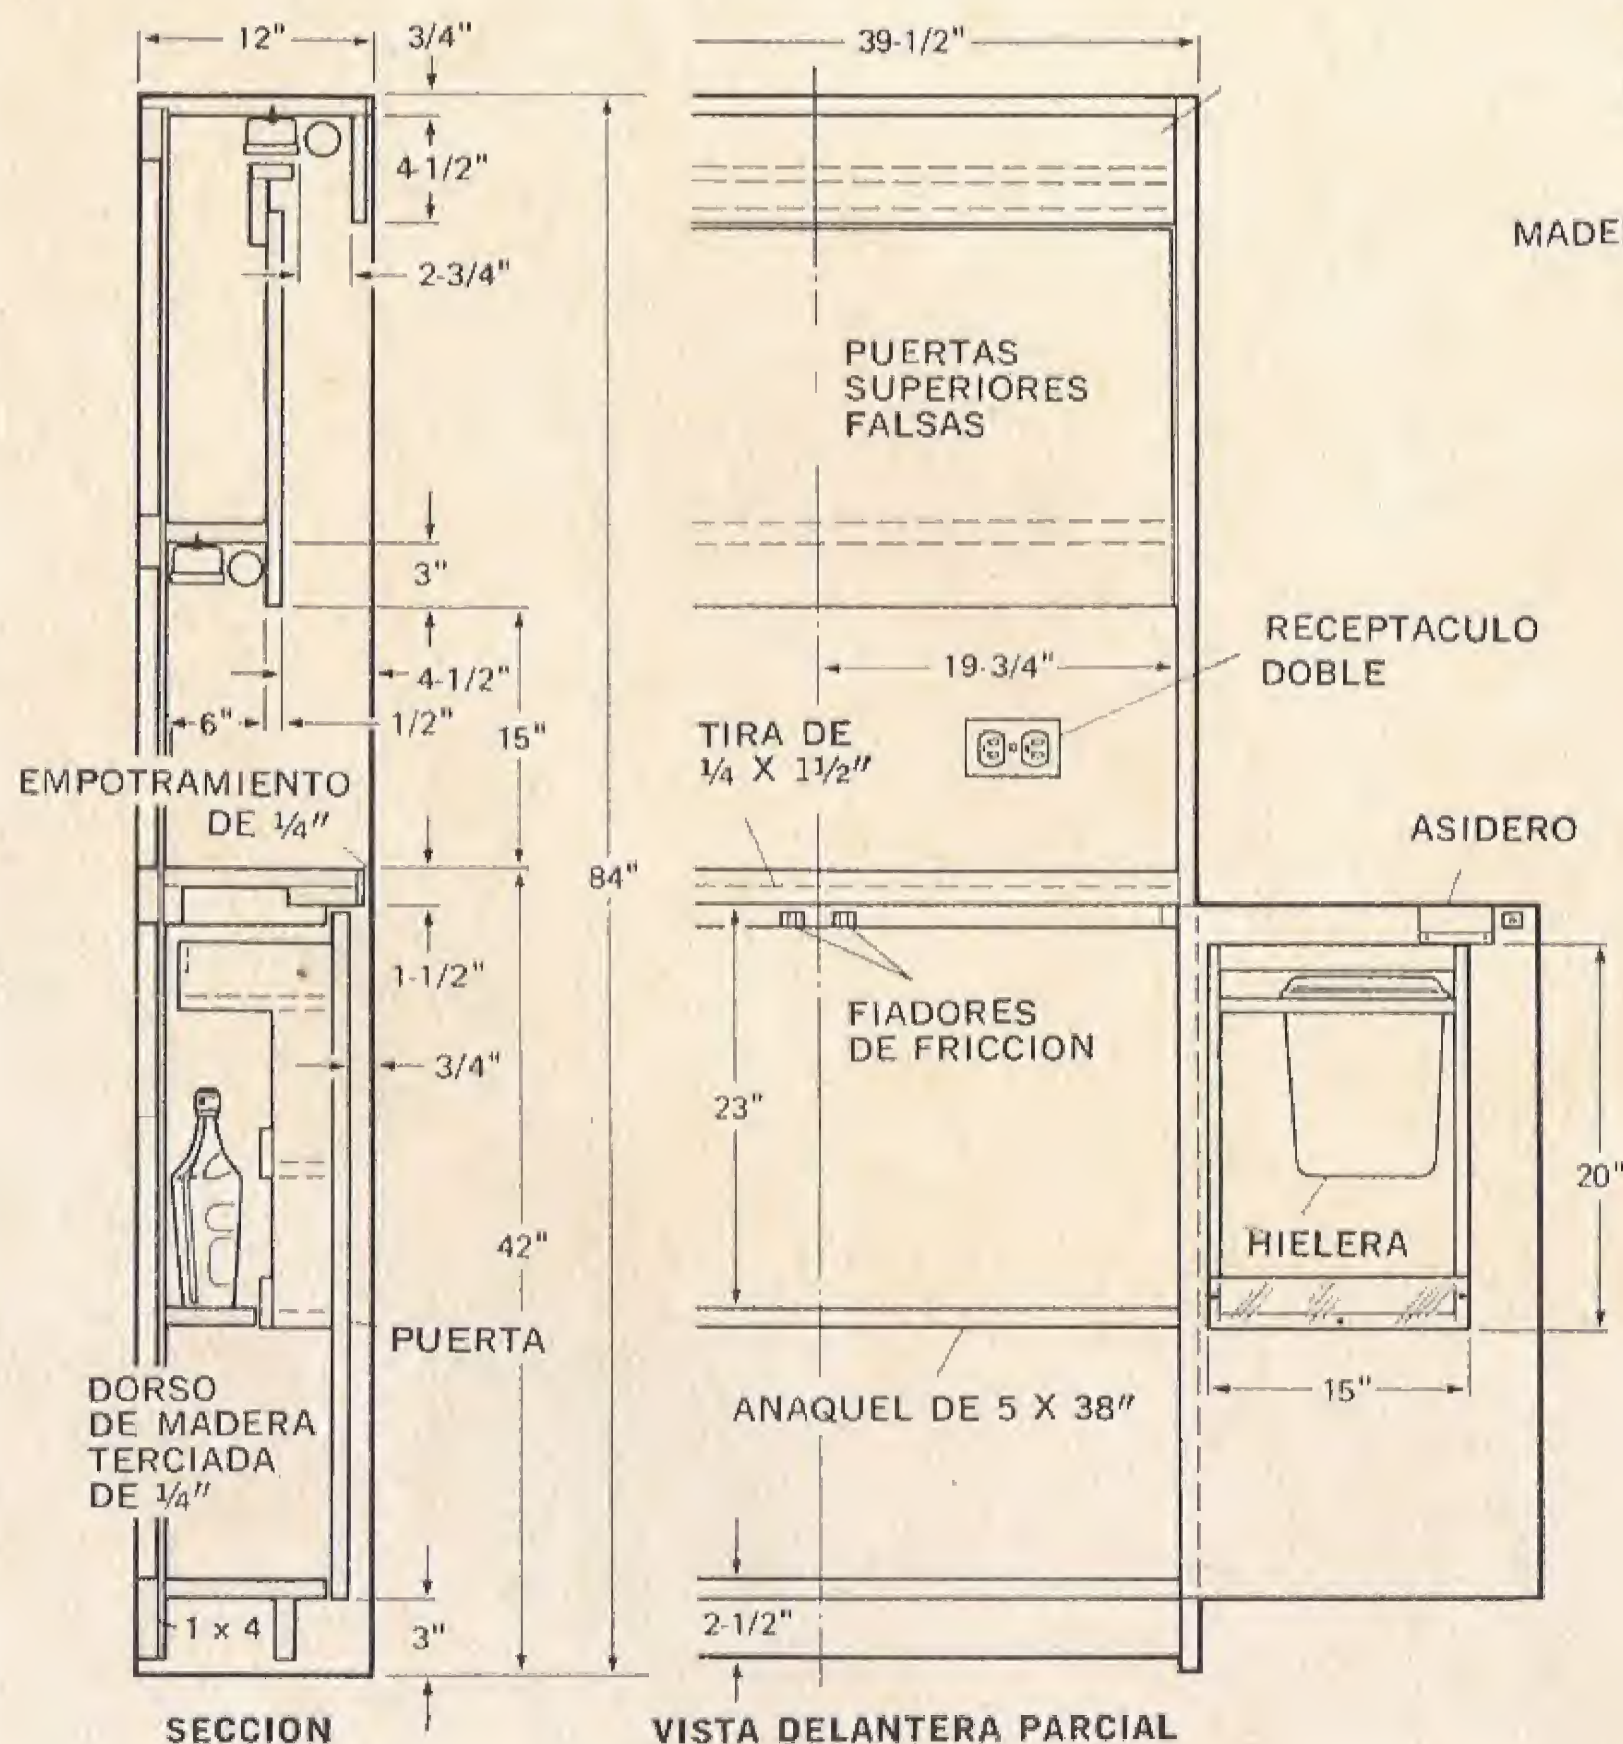 12"
3/4"
39-1/2"
4-1/2"
MADE
2-3/4"
PUERTAS
SUPERIORES
FALSAS
3"
RECEPTACULO
DOBLE
4-1/2"
19-3/4"
6"
1/2"
15"
TIRA DE
1/4 X 11/2"
EMPOTRAMIENTO
DE 1/4"
84"
ASIDERO
1-1/2"
FIADORES
DE FRICCION
3/4"
23"
20"
42"
HIELERA
PUERTA
15"
DORSO
DE MADERA
TERCIADA
DE 1/4"
ANAQUEL DE 5 X 38"
1 x 4
3"
2-1/2"
SECCION
VISTA DELANTERA PARCIAL